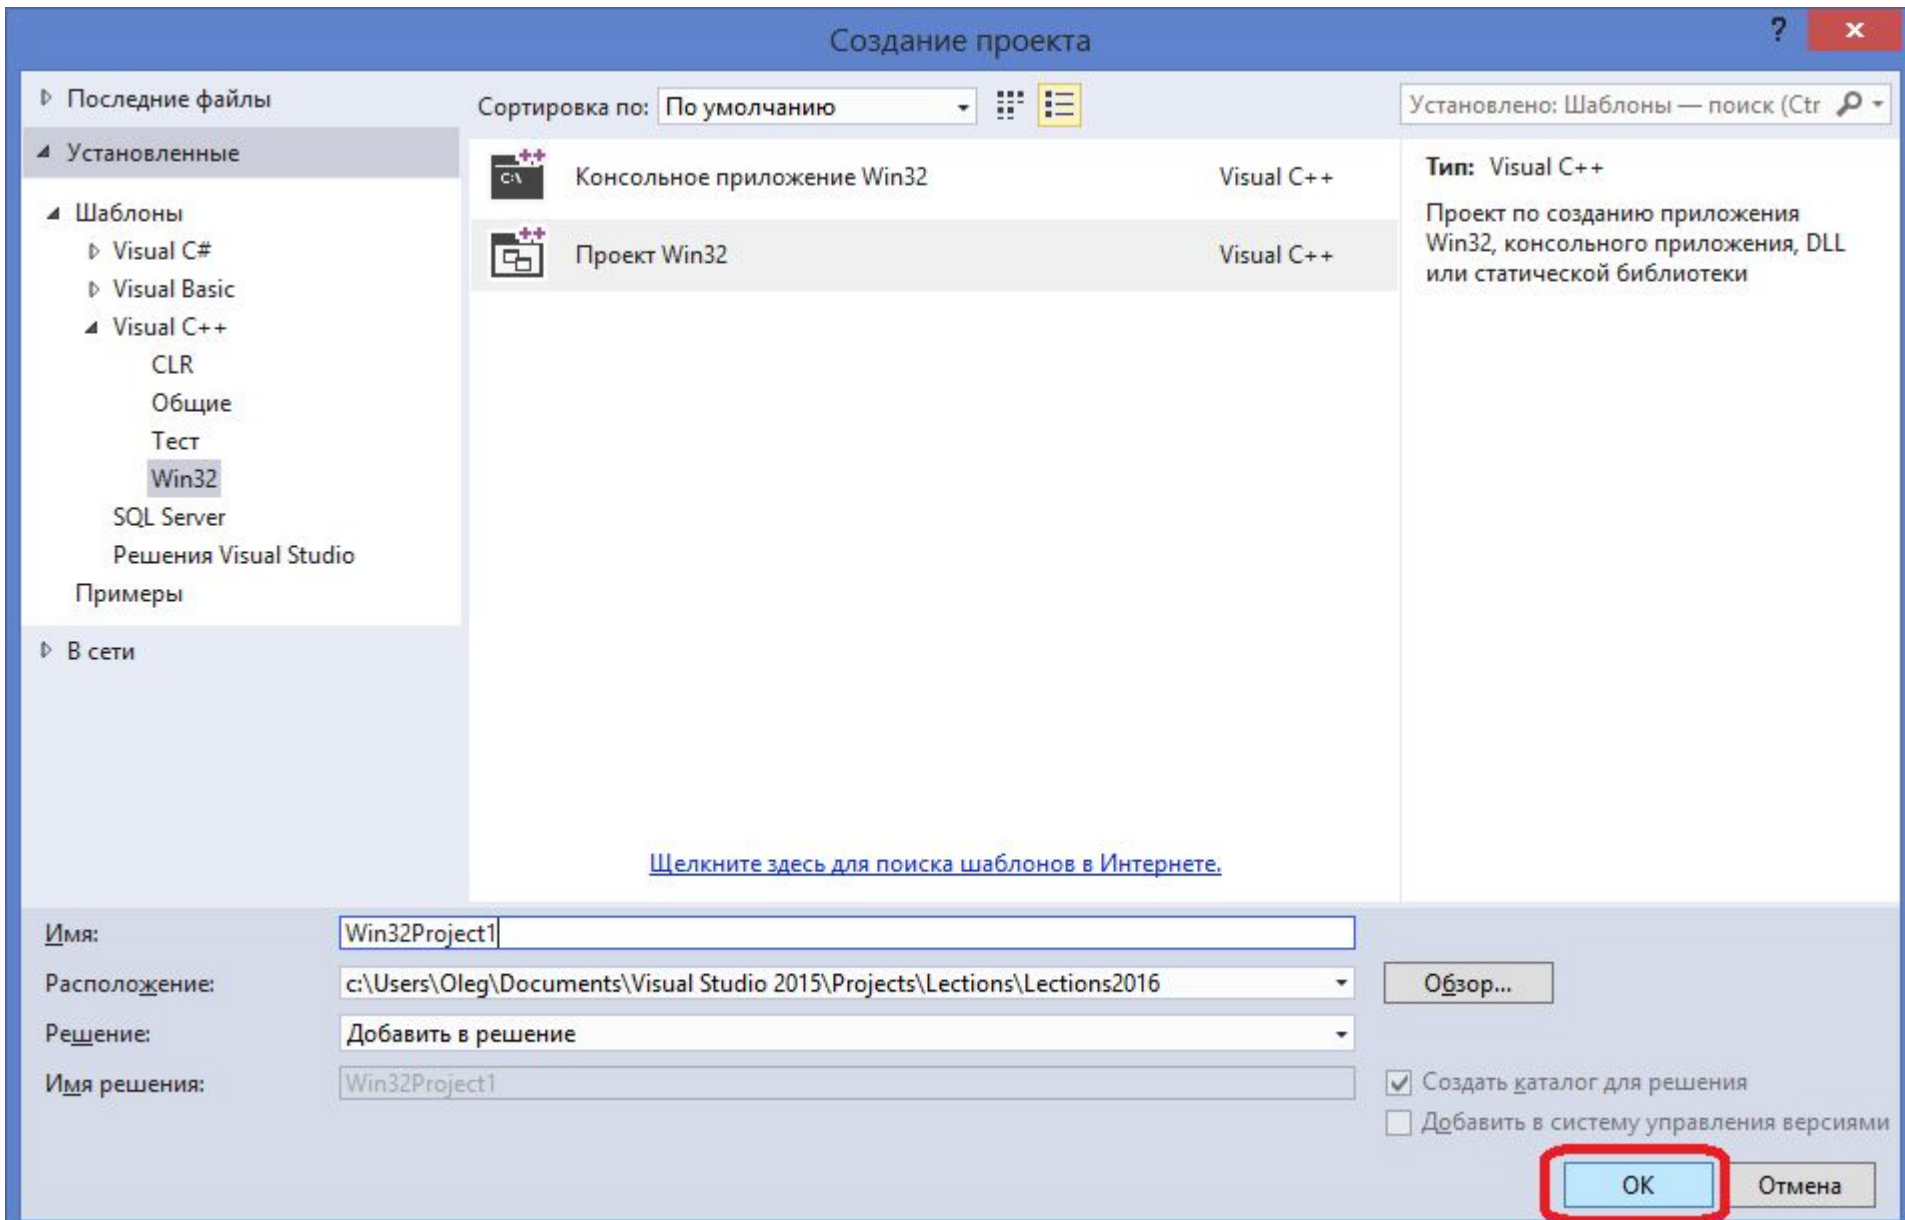 Создание проекта
?
Последние файлы
Установленные
Шаблоны
Visual C#
Visual Basic
Visual C++
CLR
Общие
Тест
Win32
SQL Server
Решения Visual Studio
Примеры
В сети
Сортировка по: По умолчанию
C:\
Консольное приложение Win32 Visual C++
Проект Win32 Visual C++
Щелкните здесь для поиска шаблонов в Интернете.
Установлено: Шаблоны — поиск (Ctr
Тип: Visual C++
Проект по созданию приложения
Win32, консольного приложения, DLL
или статической библиотеки
Имя: Win32Project1
Расположение: c:\Users\Oleg\Documents\Visual Studio 2015\Projects\Lections\Lections2016 Обзор...
Решение: Добавить в решение
Имя решения: Win32Project1
Создать каталог для решения
Добавить в систему управления версиями
OK Отмена